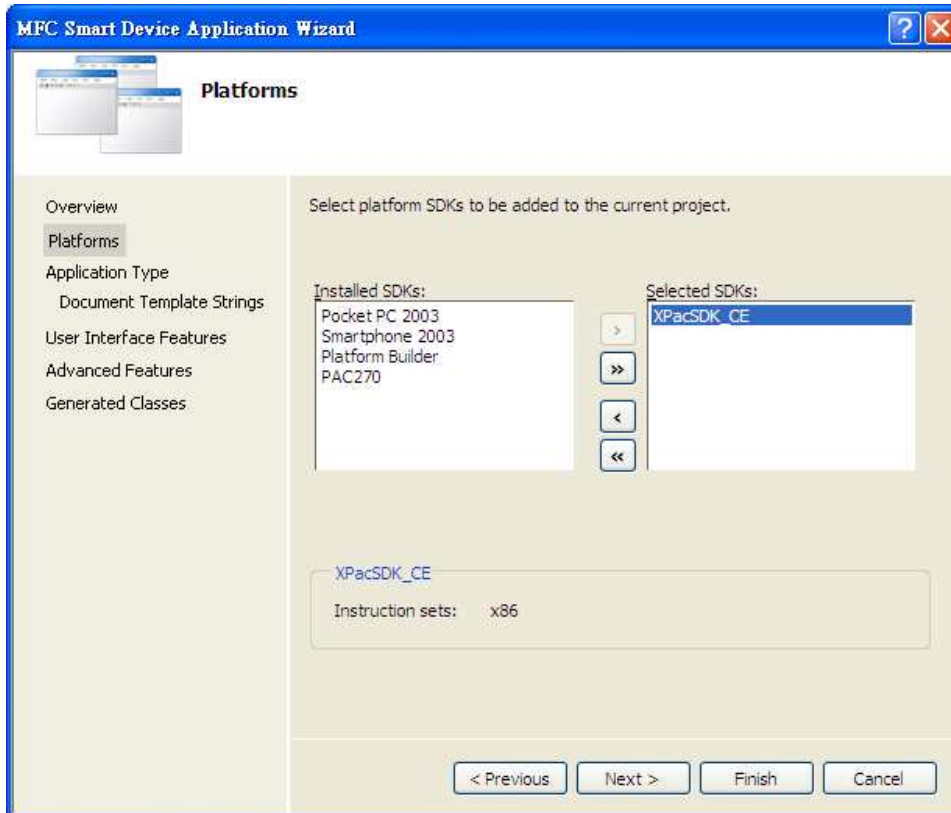 MFC Smart Device Application Wizard
Platforms
Overview
Platforms
Application Type
Document Template Strings
User Interface Features
Advanced Features
Generated Classes
Select platform SDKs to be added to the current project.
Installed SDKs:
Pocket PC 2003
Smartphone 2003
Platform Builder
PAC270
>
>>
<
<<
Selected SDKs:
XPacSDK_CE
XPacSDK_CE
Instruction sets: x86
< Previous
Next >
Finish
Cancel